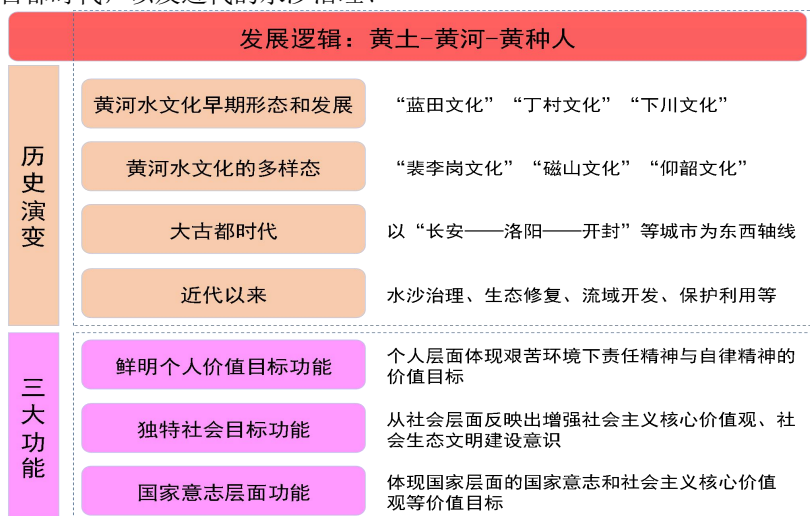 发展逻辑：黄土-黄河-黄种人
历史演变
黄河水文化早期形态和发展
“蓝田文化”“丁村文化”“下川文化”
黄河水文化的多样态
“裴李岗文化”“磁山文化”“仰韶文化”
大古都时代
以“长安——洛阳——开封”等城市为东西轴线
近代以来
水沙治理、生态修复、流域开发、保护利用等
三大功能
鲜明个人价值目标功能
个人层面体现艰苦环境下责任精神与自律精神的
价值目标
独特社会目标功能
从社会层面反映出增强社会主义核心价值观、社
会生态文明建设意识
国家意志层面功能
体现国家层面的国家意志和社会主义核心价值
观等价值目标